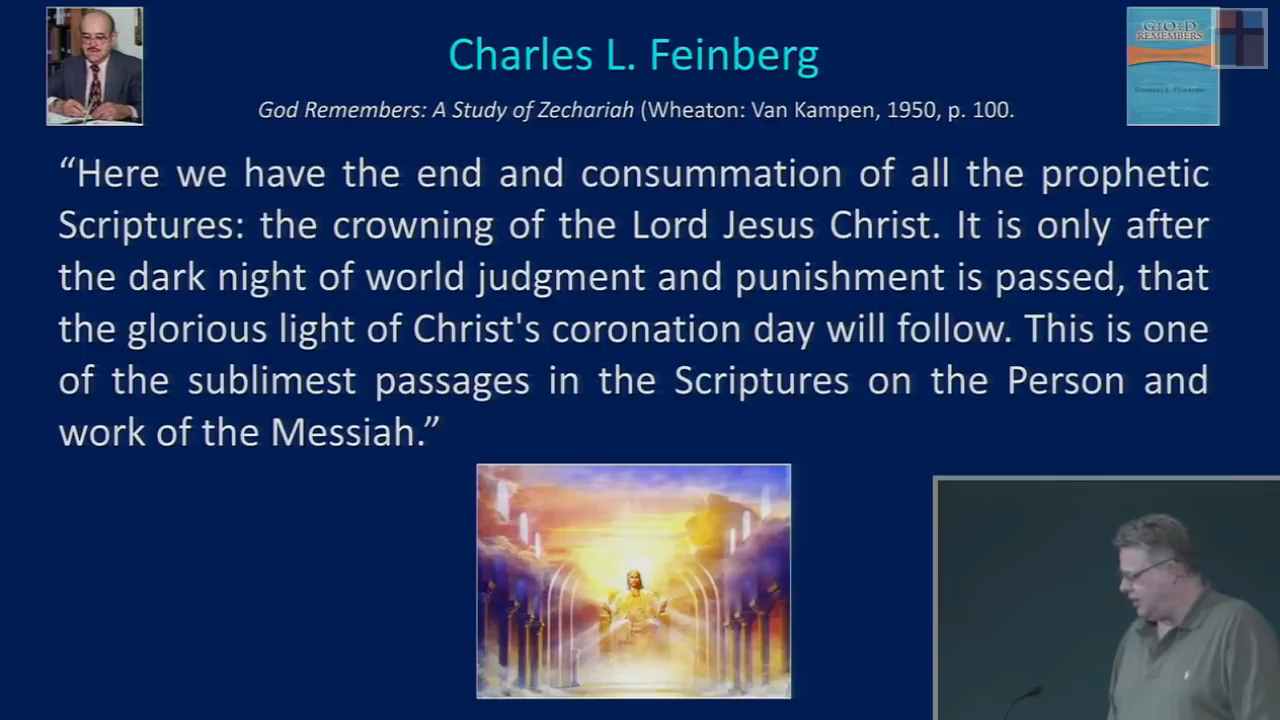 Charles L. Feinberg
GOD
REMEMBERS
God Remembers: A Study of Zechariah (Wheaton: Van Kampen, 1950, p. 100.
Charles L. Feinberg
“Here we have the end and consummation of all the prophetic
Scriptures: the crowning of the Lord Jesus Christ. It is only after
the dark night of world judgment and punishment is passed, that
the glorious light of Christ's coronation day will follow. This is one
of the sublimest passages in the Scriptures on the Person and
work of the Messiah.”